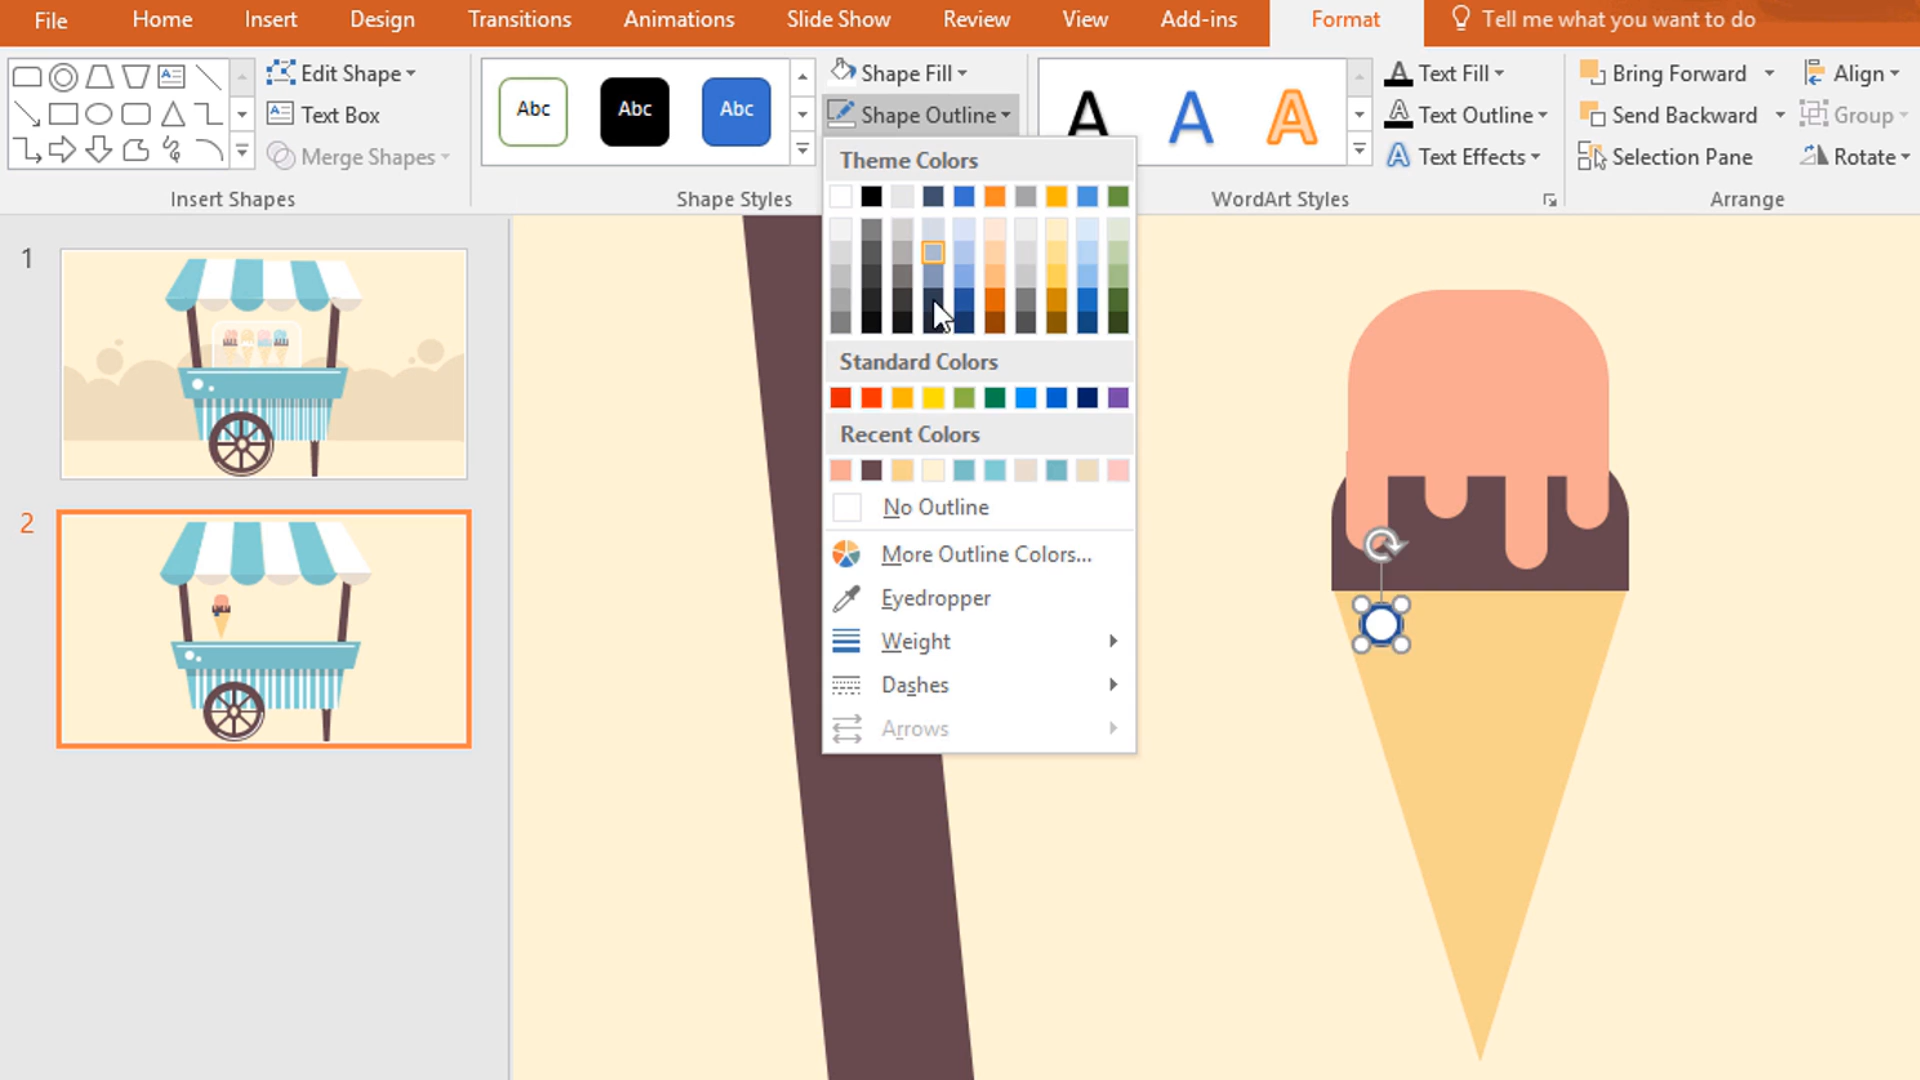 File Home Insert Design Transitions Animations Slide Show Review View Add-ins Format Tell me what you want to do
Edit Shape
Text Box
Merge Shapes
Insert Shapes
Abc Abc Abc
Shape Styles
Shape Fill
Shape Outline
A A A
WordArt Styles
Text Fill
Text Outline
Text Effects
Bring Forward
Send Backward
Selection Pane
Align
Group
Rotate
Arrange
Theme Colors
Standard Colors
Recent Colors
No Outline
More Outline Colors...
Eyedropper
Weight
Dashes
Arrows
1
2